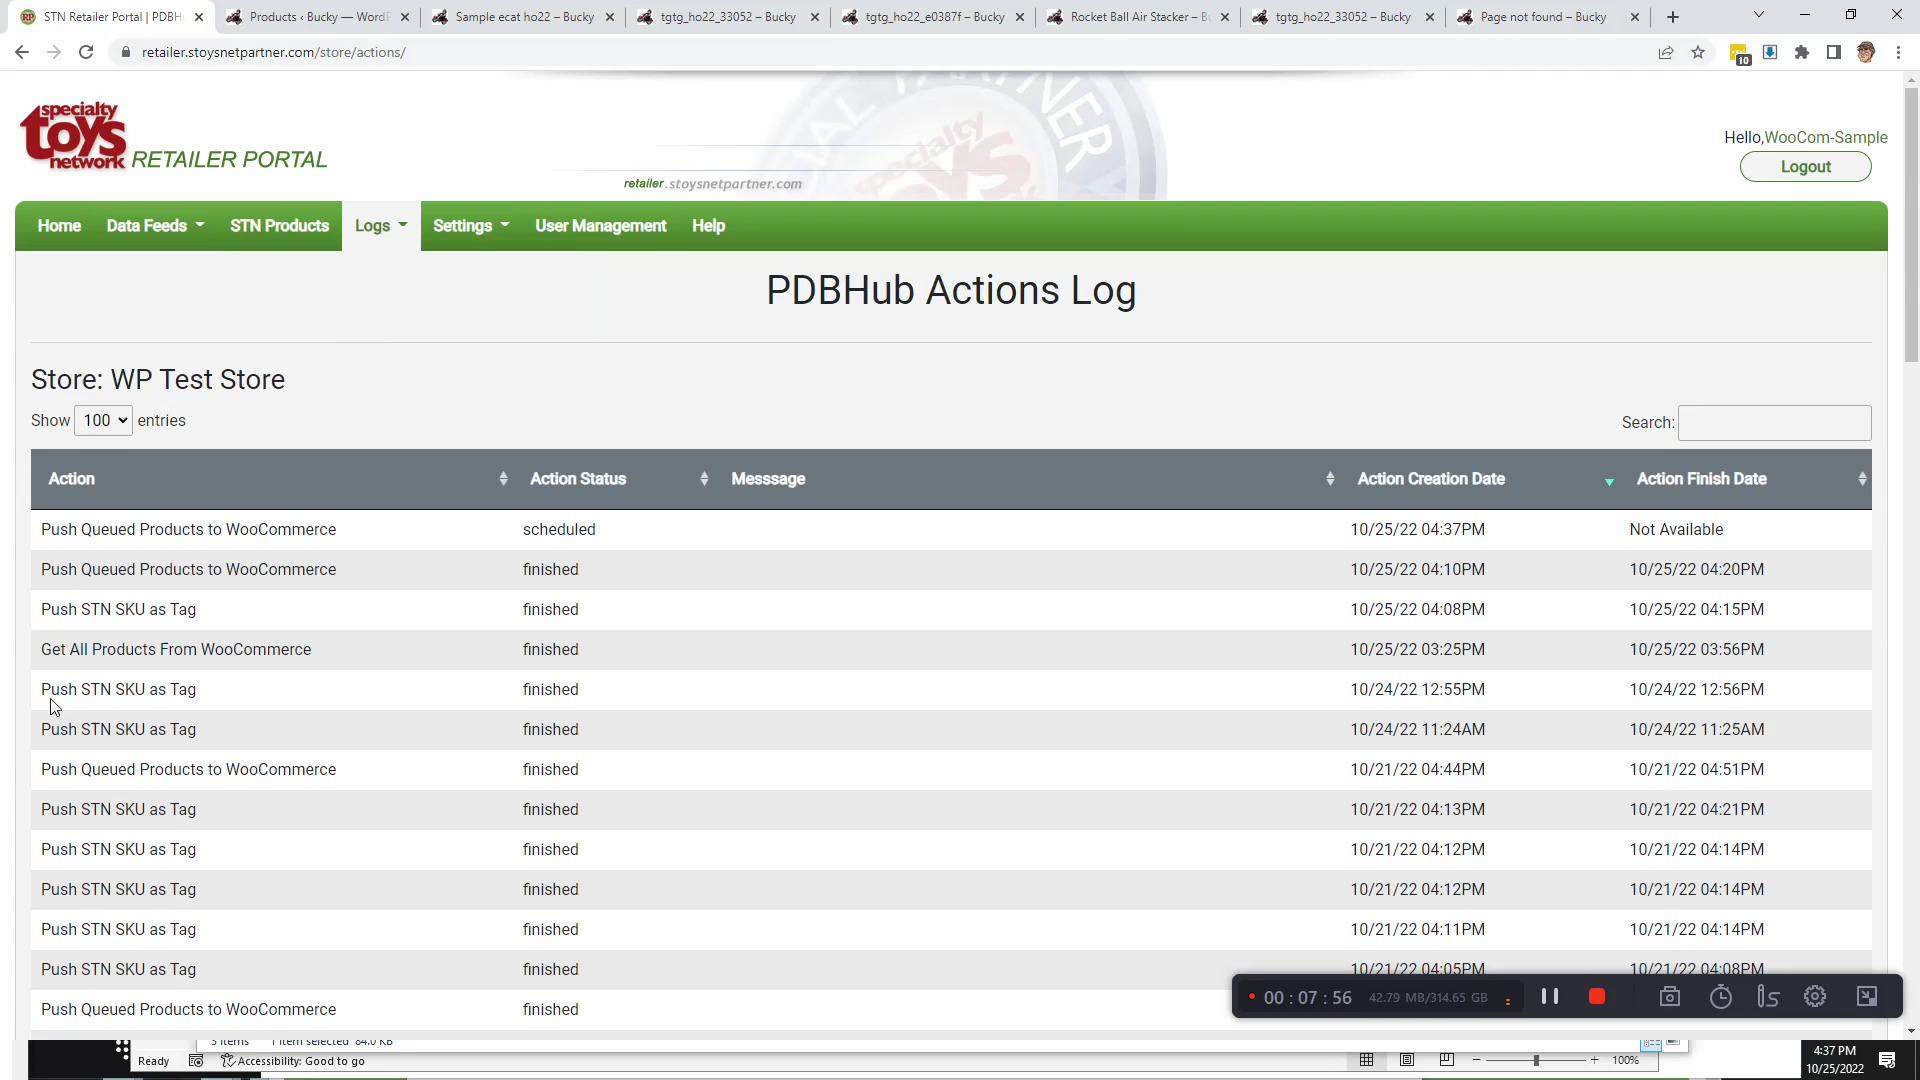 STN Retailer Portal | PDBH
Products ‹ Bucky — WordP
Sample ecat ho22 – Bucky
tgtg_ho22_33052 – Bucky
tgtg_ho22_e0387f – Bucky
Rocket Ball Air Stacker – B
tgtg_ho22_33052 – Bucky
Page not found – Bucky
retailer.stoysnetpartner.com/store/actions/
10
specialty
toys
network
RETAILER PORTAL
retailer.stoysnetpartner.com
Hello,WooCom-Sample
Logout
Home Data Feeds STN Products Logs Settings User Management Help
PDBHub Actions Log
Store: WP Test Store
Show 100 entries
Search:
Action Action Status Messsage Action Creation Date Action Finish Date
Push Queued Products to WooCommerce scheduled 10/25/22 04:37PM Not Available
Push Queued Products to WooCommerce finished 10/25/22 04:10PM 10/25/22 04:20PM
Push STN SKU as Tag finished 10/25/22 04:08PM 10/25/22 04:15PM
Get All Products From WooCommerce finished 10/25/22 03:25PM 10/25/22 03:56PM
Push STN SKU as Tag finished 10/24/22 12:55PM 10/24/22 12:56PM
Push STN SKU as Tag finished 10/24/22 11:24AM 10/24/22 11:25AM
Push Queued Products to WooCommerce finished 10/21/22 04:44PM 10/21/22 04:51PM
Push STN SKU as Tag finished 10/21/22 04:13PM 10/21/22 04:21PM
Push STN SKU as Tag finished 10/21/22 04:12PM 10/21/22 04:14PM
Push STN SKU as Tag finished 10/21/22 04:12PM 10/21/22 04:14PM
Push STN SKU as Tag finished 10/21/22 04:11PM 10/21/22 04:14PM
Push STN SKU as Tag finished 10/21/22 04:05PM 10/21/22 04:08PM
Push Queued Products to WooCommerce finished
00 : 07 : 56 42.79 MB/314.65 GB
1 item selected 84.0 KB
Ready Accessibility: Good to go 100%
4:37 PM
10/25/2022